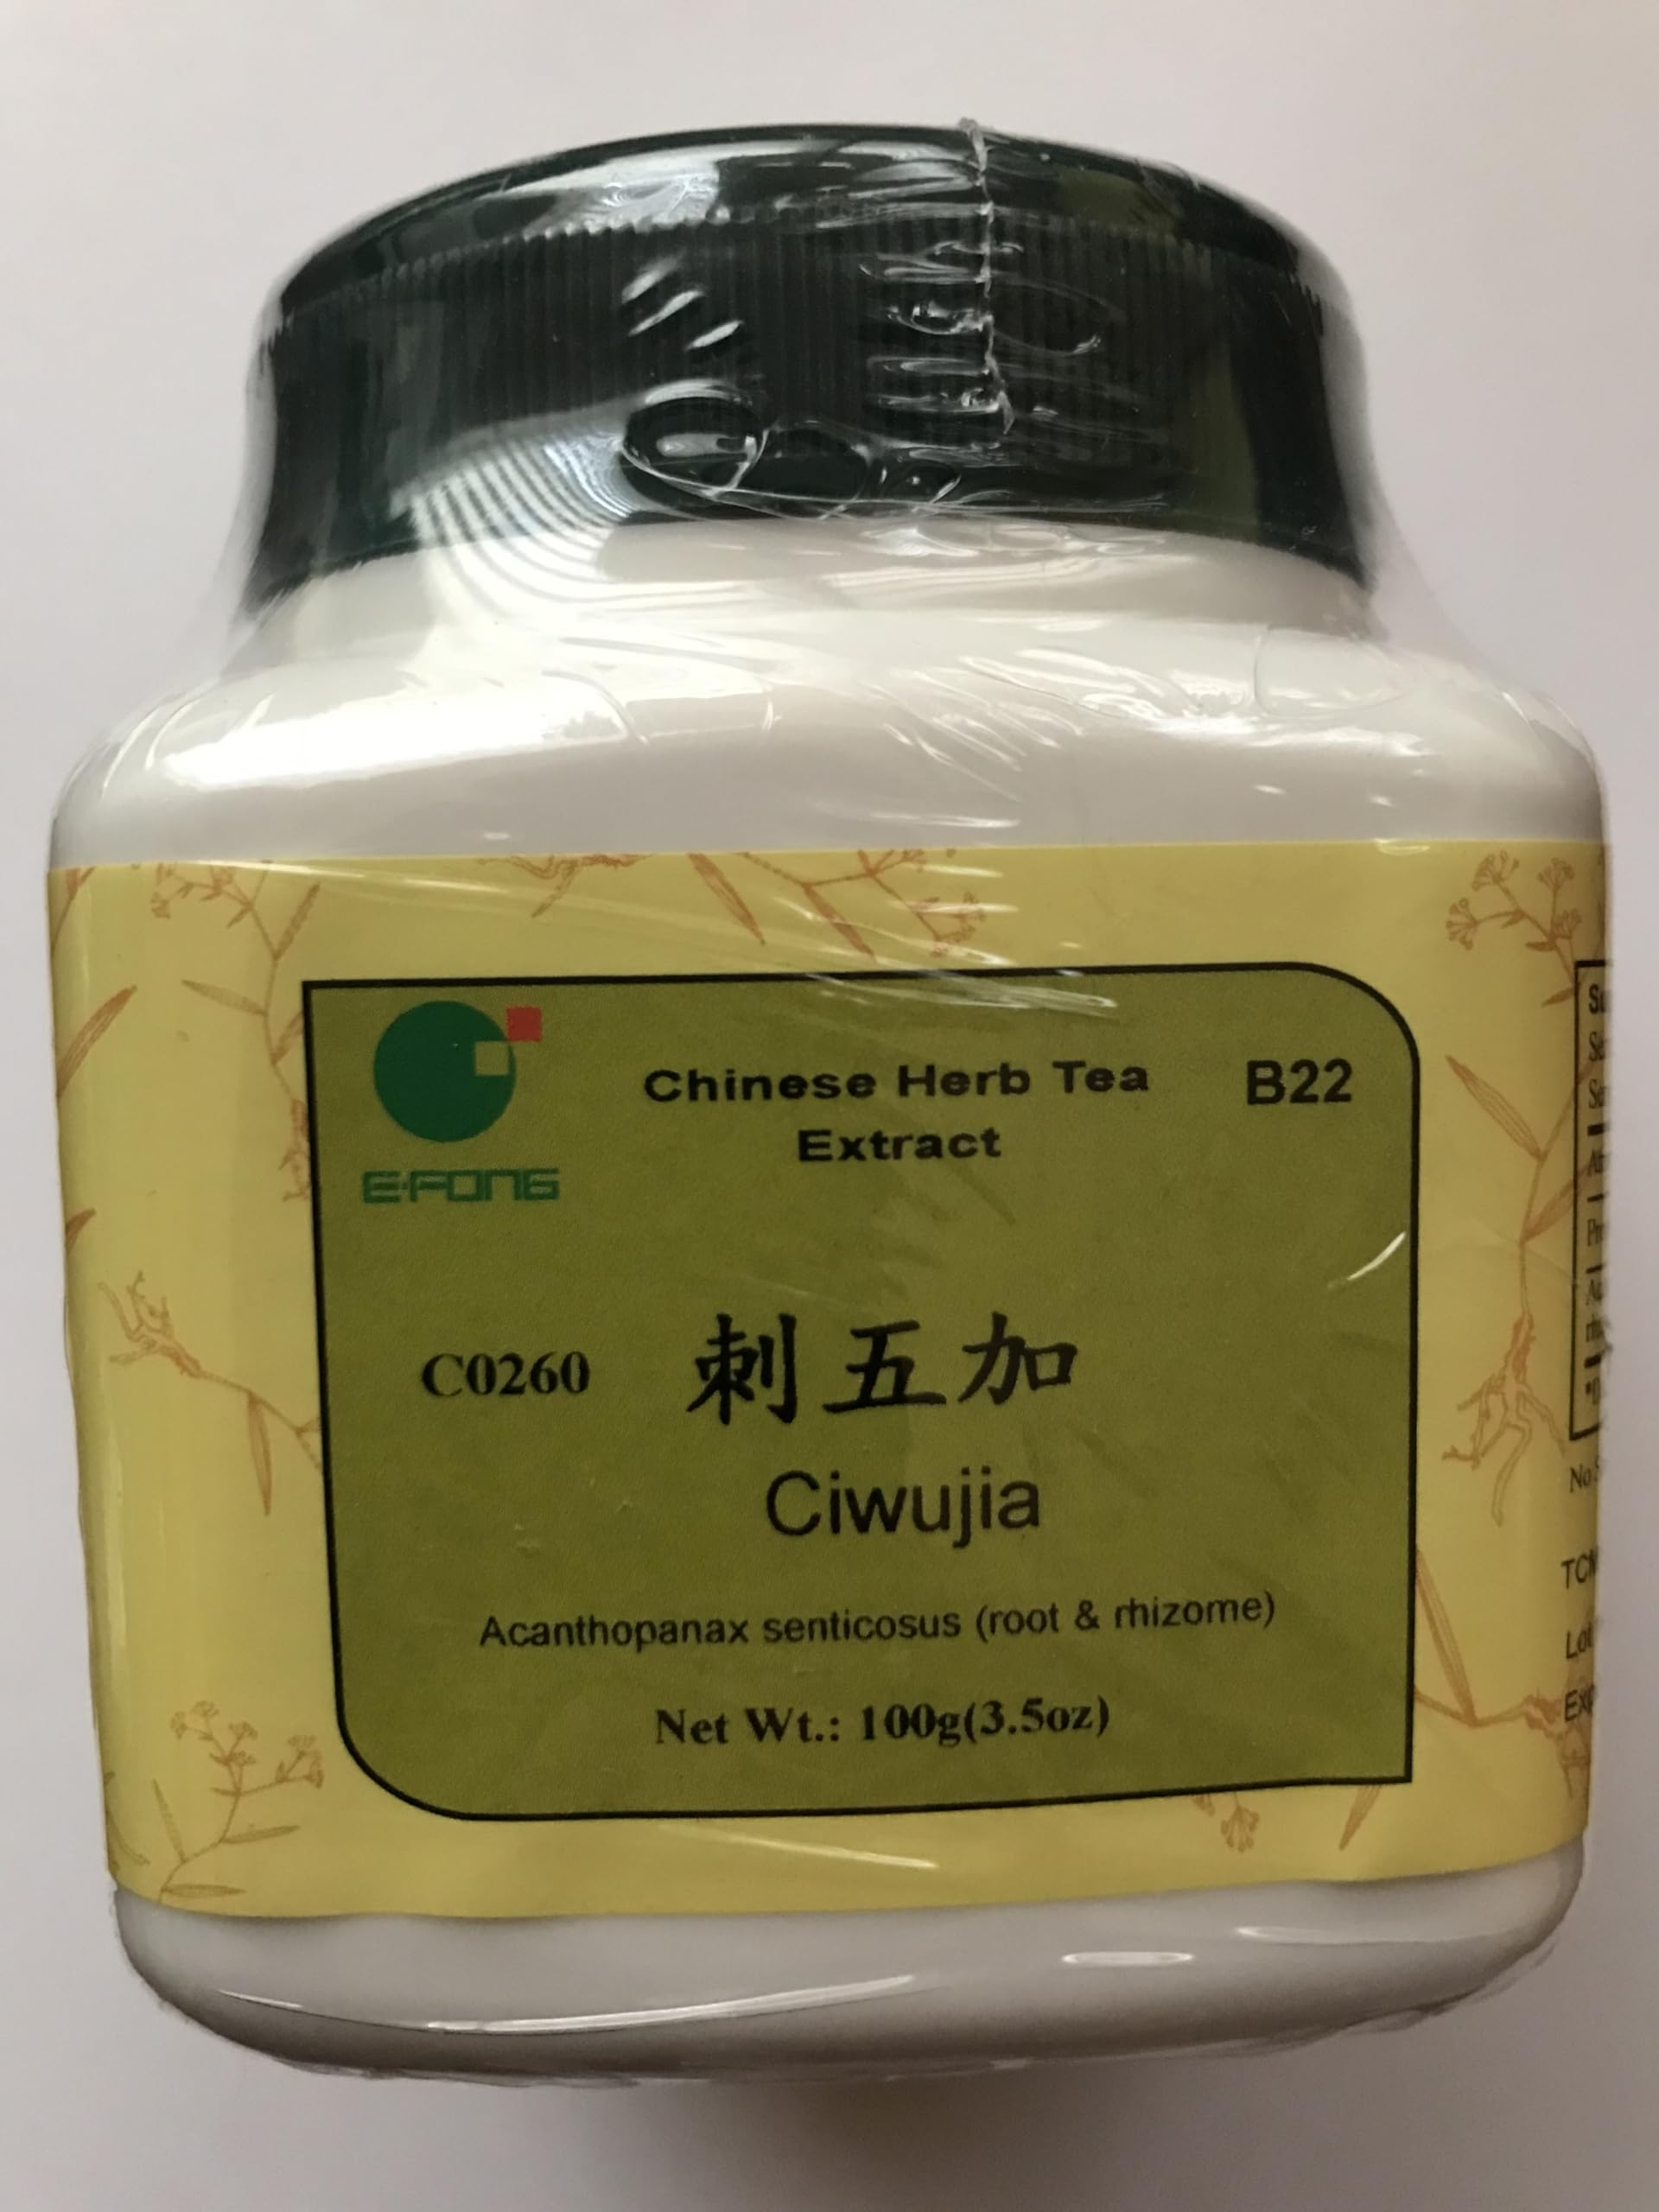 Chinese Herb Tea
Extract
B22
E·FONG
C0260
刺五加
Ciwujia
Acanthopanax senticosus (root & rhizome)
Net Wt.: 100g(3.5oz)